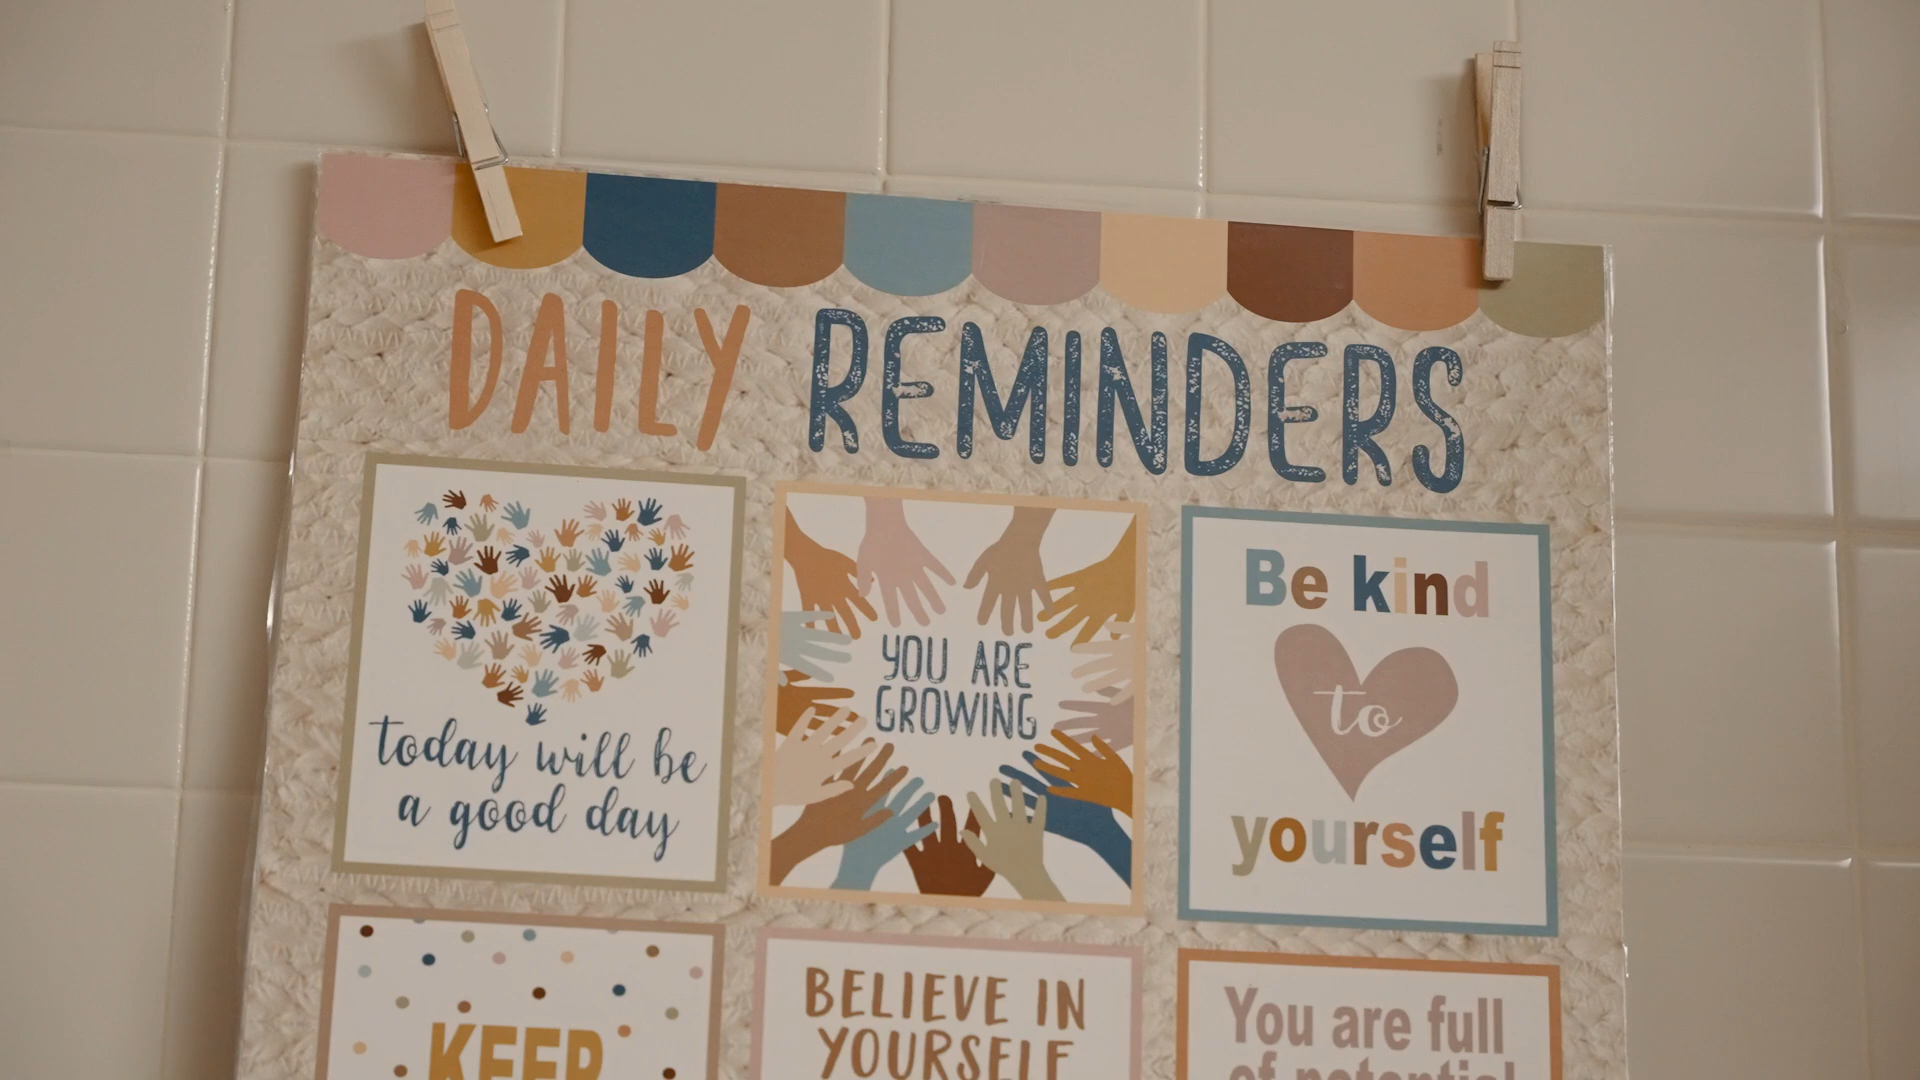 DAILY REMINDERS
today will be
a good day
YOU ARE
GROWING
Be kind
to
yourself
KEEP
BELIEVE IN
YOURSELF
You are full
of potential